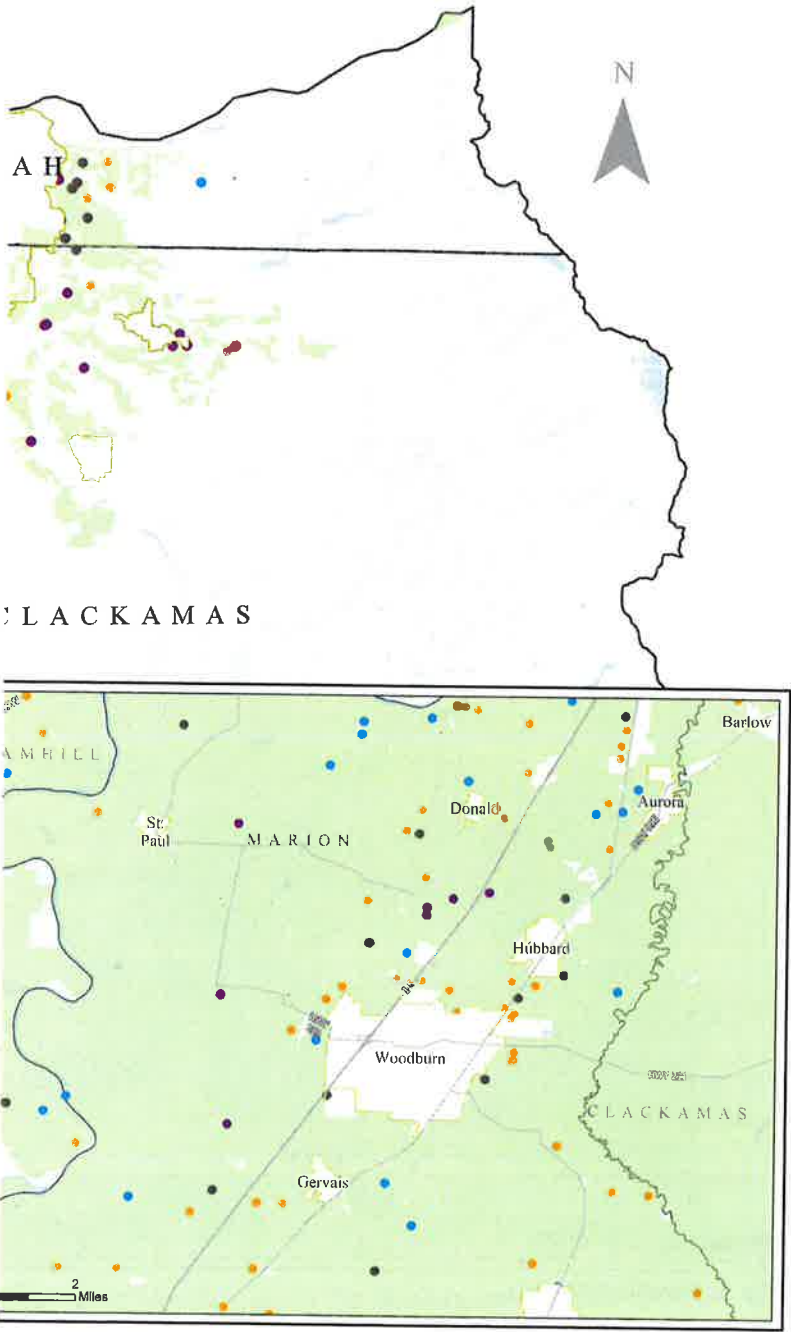 N
A H
CLACKAMAS
AMHILL
Barlow
Donald
Aurora
St.
Paul
MARION
Hubbard
Woodburn
CLACKAMAS
Gervais
2
Miles